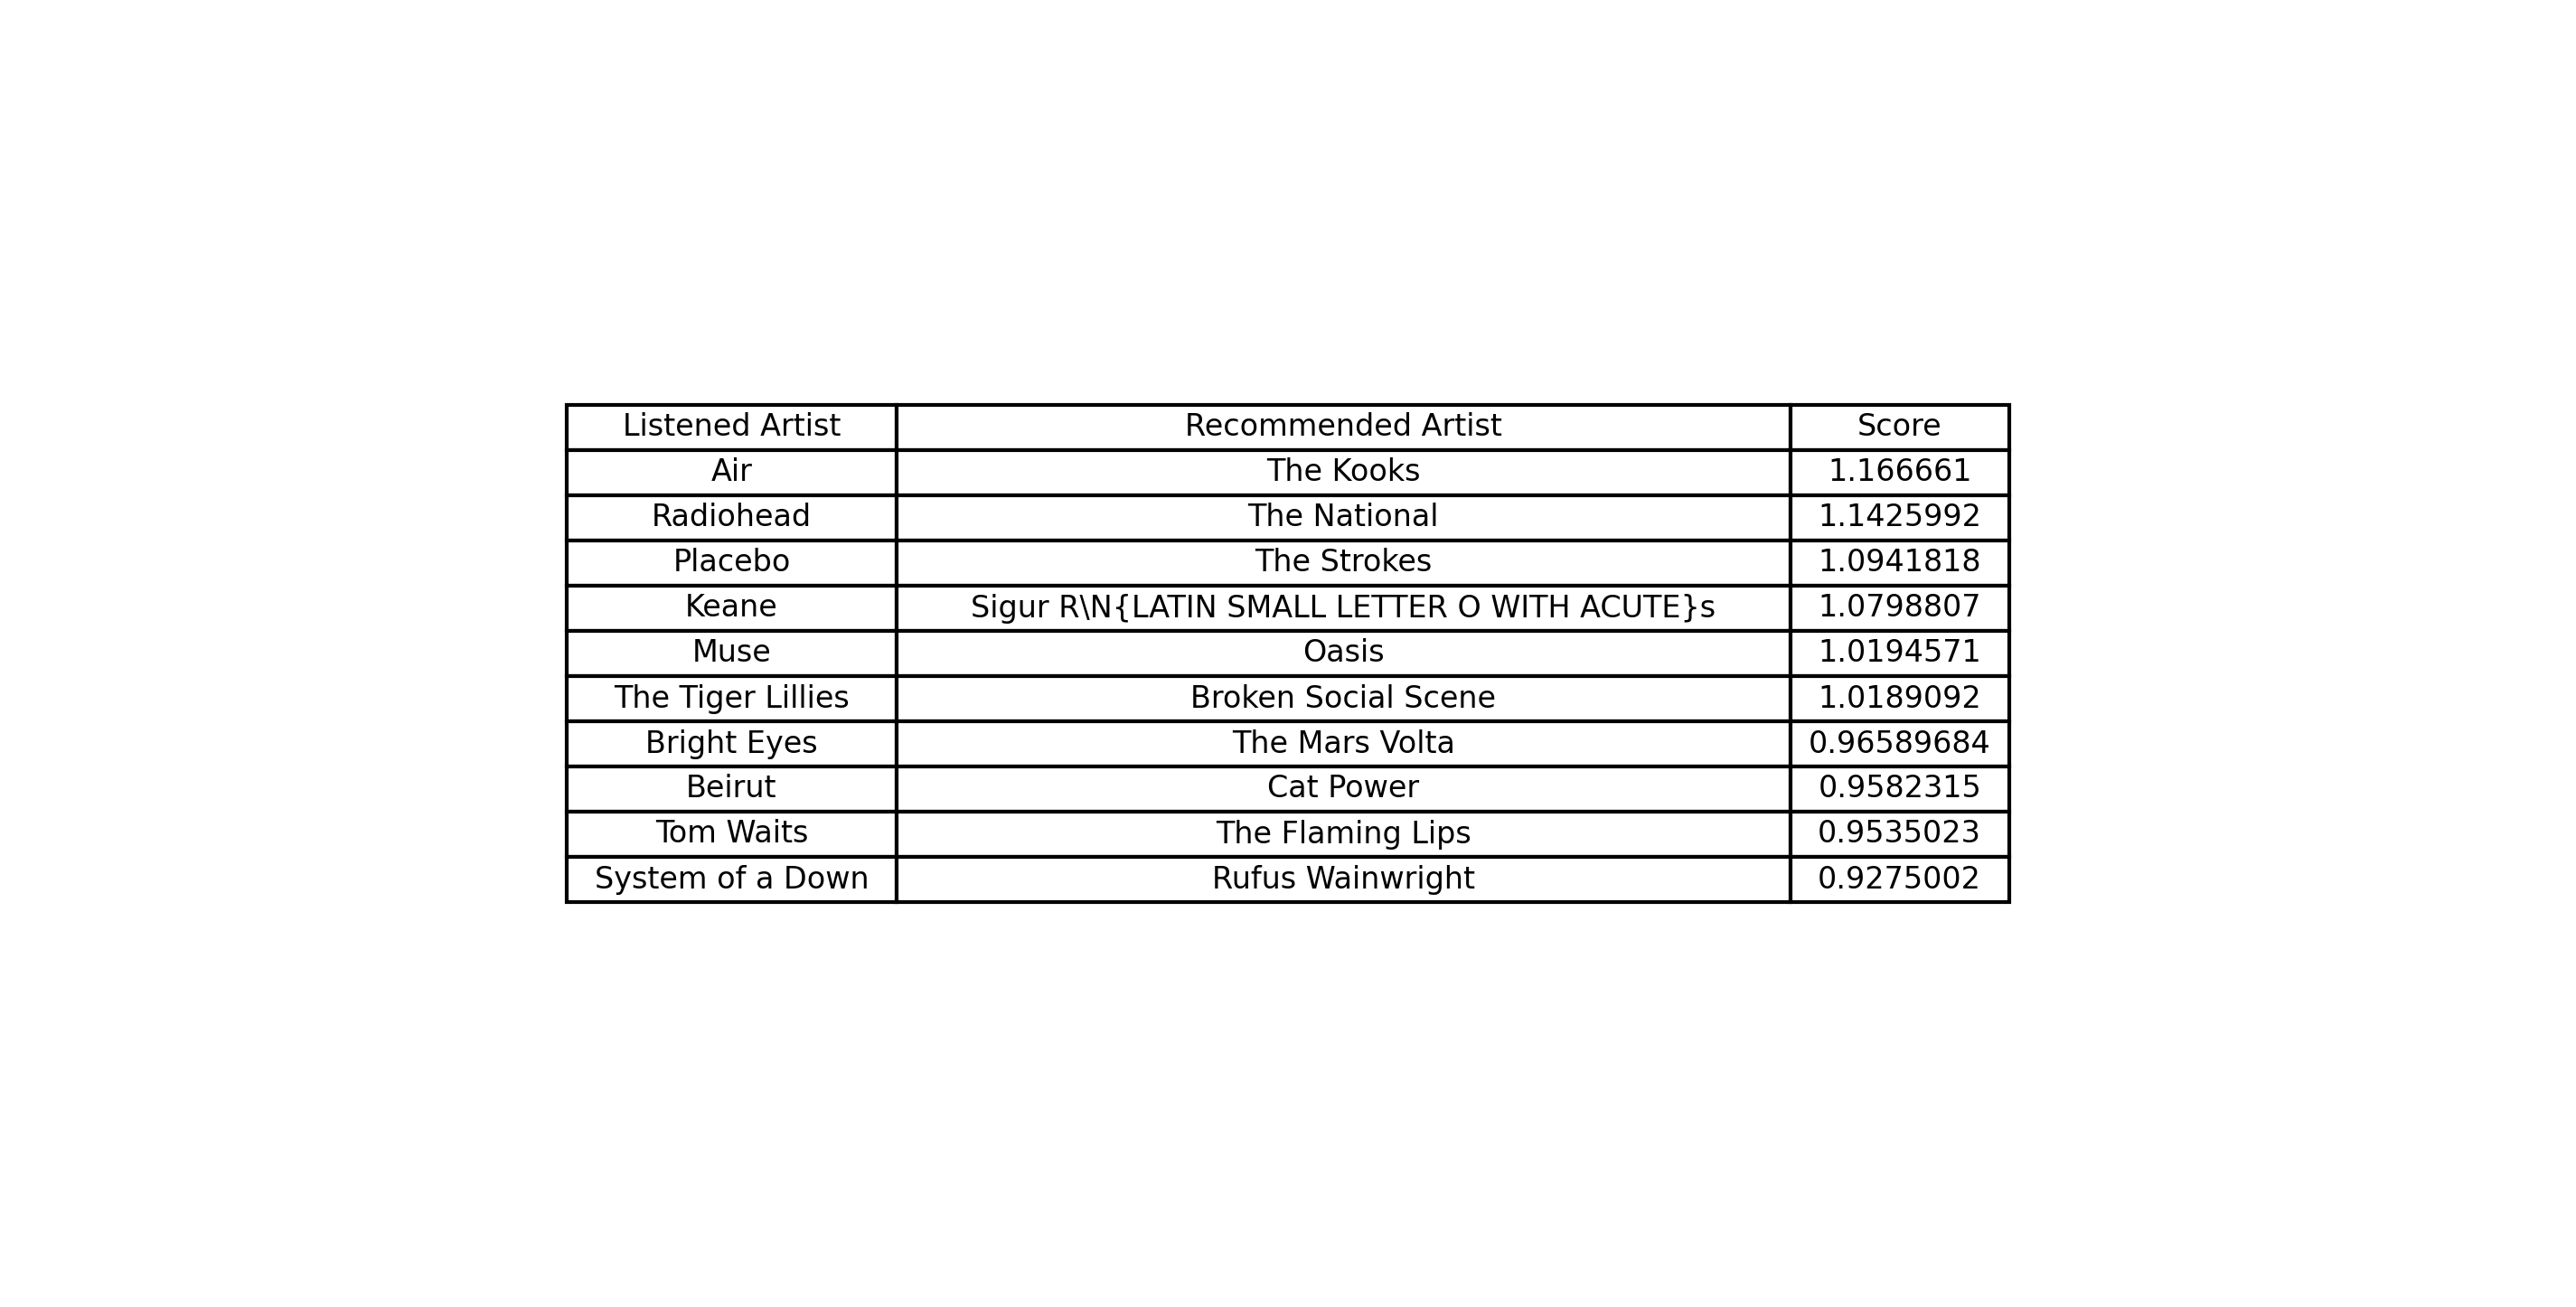 Listened Artist Recommended Artist Score
Air The Kooks 1.166661
Radiohead The National 1.1425992
Placebo The Strokes 1.0941818
Keane Sigur R\N{LATIN SMALL LETTER O WITH ACUTE}s 1.0798807
Muse Oasis 1.0194571
The Tiger Lillies Broken Social Scene 1.0189092
Bright Eyes The Mars Volta 0.96589684
Beirut Cat Power 0.9582315
Tom Waits The Flaming Lips 0.9535023
System of a Down Rufus Wainwright 0.9275002